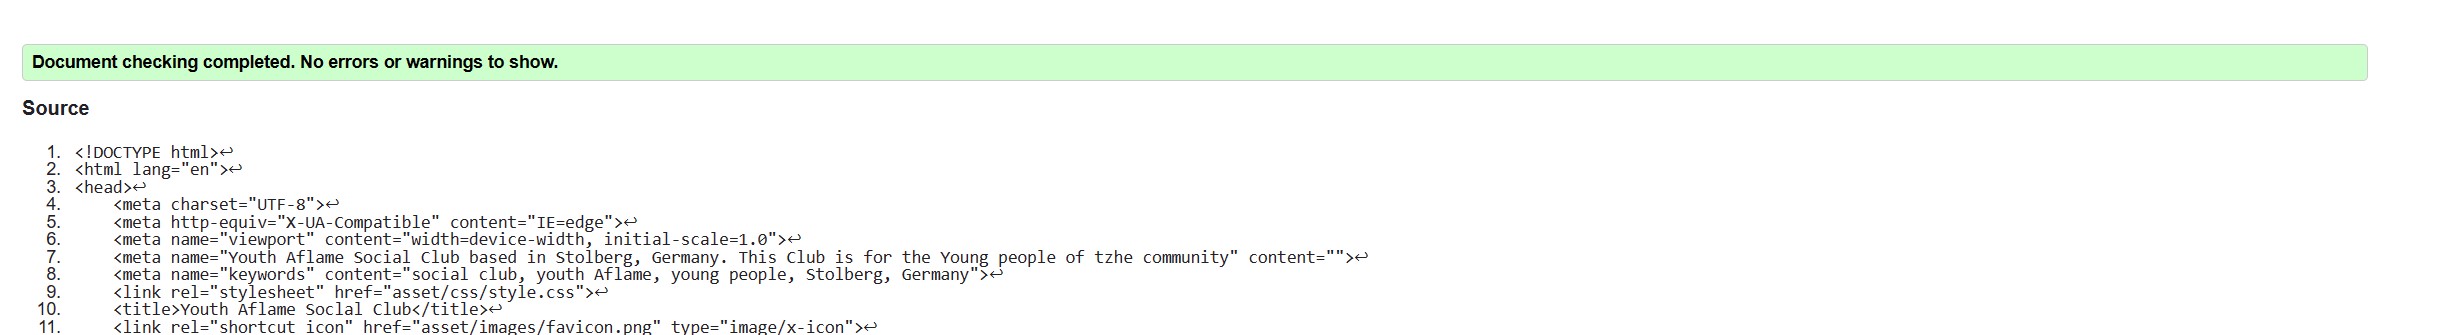 Document checking completed. No errors or warnings to show.
Source
1. <!DOCTYPE html>↩
2. <html lang="en">↩
3. <head>↩
4.     <meta charset="UTF-8">↩
5.     <meta http-equiv="X-UA-Compatible" content="IE=edge">↩
6.     <meta name="viewport" content="width=device-width, initial-scale=1.0">↩
7.     <meta name="Youth Aflame Social Club based in Stolberg, Germany. This Club is for the Young people of tzhe community" content="">↩
8.     <meta name="keywords" content="social club, youth Aflame, young people, Stolberg, Germany">↩
9.     <link rel="stylesheet" href="asset/css/style.css">↩
10.     <title>Youth Aflame Soclal Club</title>↩
11.     <link rel="shortcut icon" href="asset/images/favicon.png" type="image/x-icon">↩